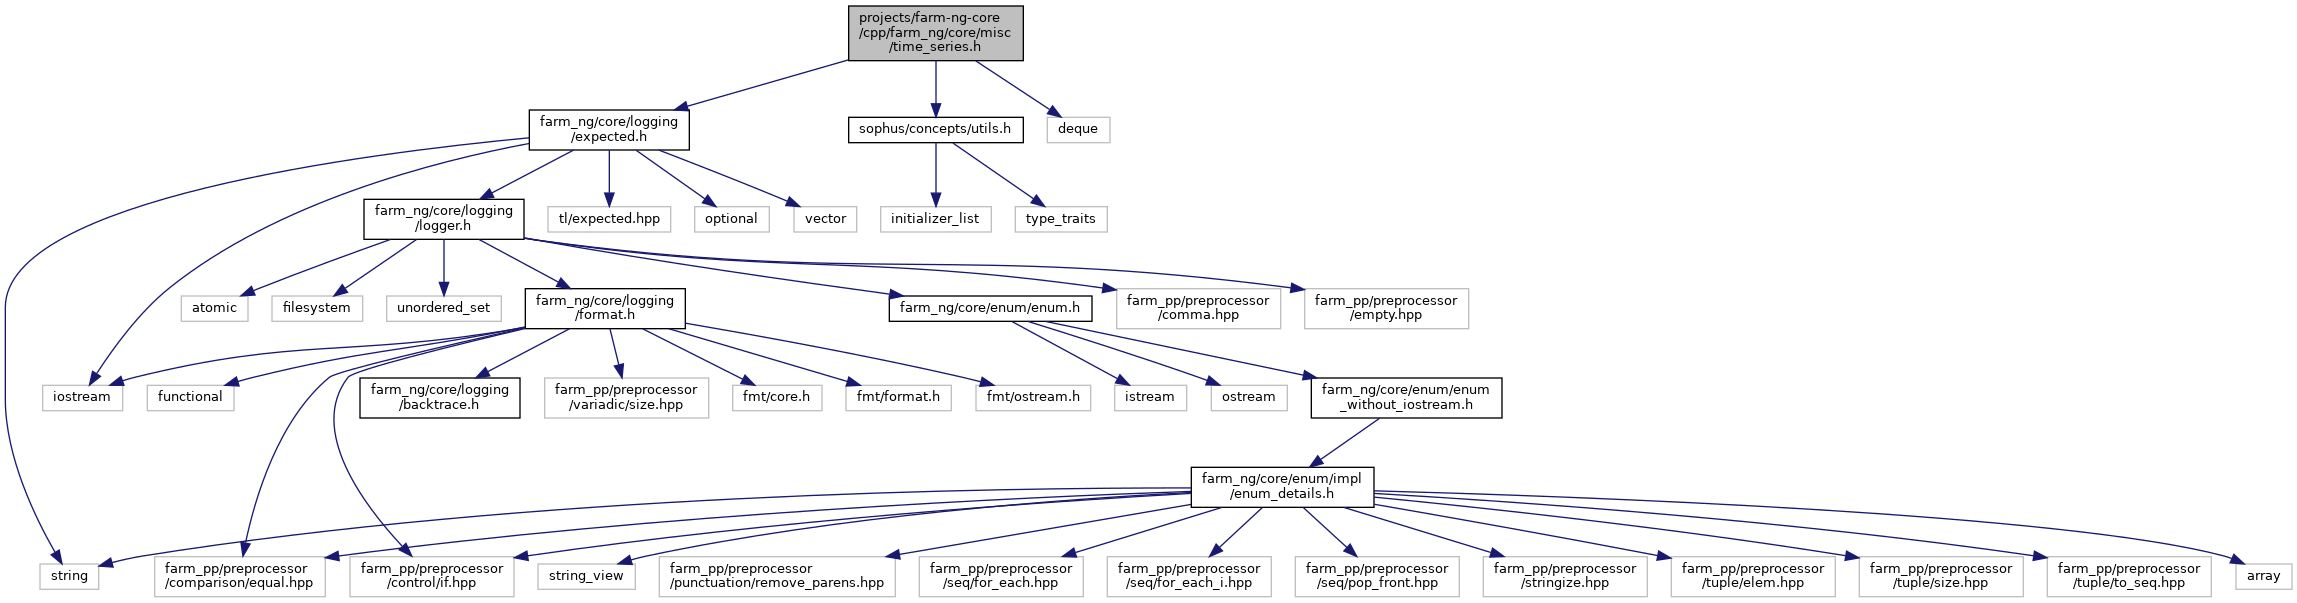 projects/farm-ng-core
/cpp/farm_ng/core/misc
/time_series.h
farm_ng/core/logging
/expected.h
sophus/concepts/utils.h
deque
farm_ng/core/logging
/logger.h
tl/expected.hpp
optional
vector
initializer_list
type_traits
atomic
filesystem
unordered_set
farm_ng/core/logging
/format.h
farm_ng/core/enum/enum.h
farm_pp/preprocessor
/comma.hpp
farm_pp/preprocessor
/empty.hpp
iostream
functional
farm_ng/core/logging
/backtrace.h
farm_pp/preprocessor
/variadic/size.hpp
fmt/core.h
fmt/format.h
fmt/ostream.h
istream
ostream
farm_ng/core/enum/enum
_without_iostream.h
farm_ng/core/enum/impl
/enum_details.h
string
farm_pp/preprocessor
/comparison/equal.hpp
farm_pp/preprocessor
/control/if.hpp
string_view
farm_pp/preprocessor
/punctuation/remove_parens.hpp
farm_pp/preprocessor
/seq/for_each.hpp
farm_pp/preprocessor
/seq/for_each_i.hpp
farm_pp/preprocessor
/seq/pop_front.hpp
farm_pp/preprocessor
/stringize.hpp
farm_pp/preprocessor
/tuple/elem.hpp
farm_pp/preprocessor
/tuple/size.hpp
farm_pp/preprocessor
/tuple/to_seq.hpp
array